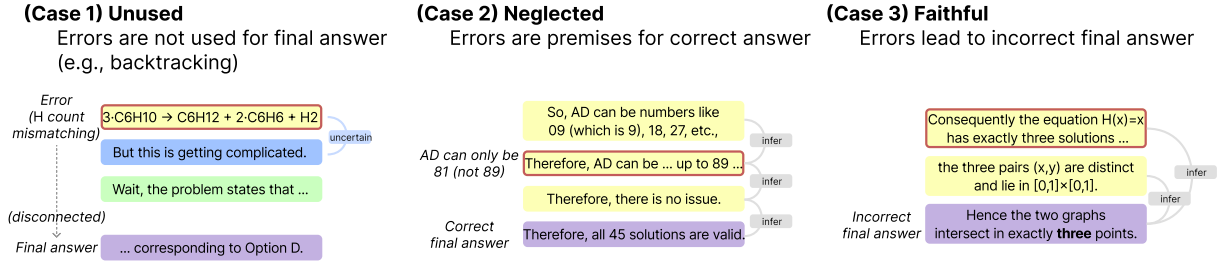 (Case 1) Unused
Errors are not used for final answer
(e.g., backtracking)
Error
(H count
mismatching)
3·C6H10 → C6H12 + 2·C6H6 + H2
uncertain
But this is getting complicated.
Wait, the problem states that ...
(disconnected)
Final answer
... corresponding to Option D.
(Case 2) Neglected
Errors are premises for correct answer
So, AD can be numbers like
09 (which is 9), 18, 27, etc.,
infer
AD can only be
81 (not 89)
Therefore, AD can be ... up to 89 ...
infer
Therefore, there is no issue.
infer
Correct
final answer
Therefore, all 45 solutions are valid.
(Case 3) Faithful
Errors lead to incorrect final answer
Consequently the equation H(x)=x
has exactly three solutions ...
infer
the three pairs (x,y) are distinct
and lie in [0,1]×[0,1].
infer
Incorrect
final answer
Hence the two graphs
intersect in exactly three points.